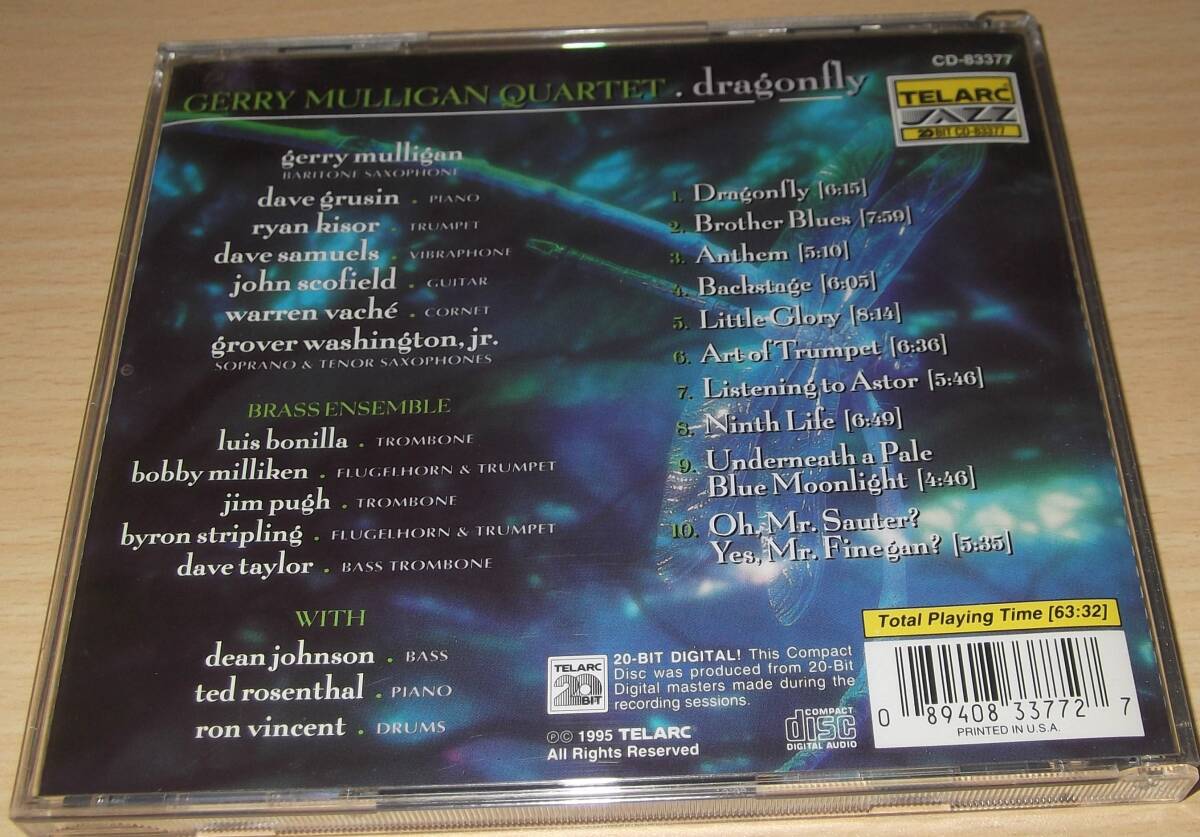 CD-83377
GERRY MULLIGAN QUARTET . dragonfly
TELARC
JAZZ
20 BIT CD-83377
gerry mulligan
BARITONE SAXOPHONE
dave grusin . PIANO
ryan kisor . TRUMPET
dave samuels . VIBRAPHONE
john scofield . GUITAR
warren vaché . CORNET
grover washington, jr.
SOPRANO & TENOR SAXOPHONES
BRASS ENSEMBLE
luis bonilla . TROMBONE
bobby milliken . FLUGELHORN & TRUMPET
jim pugh . TROMBONE
byron stripling . FLUGELHORN & TRUMPET
dave taylor . BASS TROMBONE
WITH
dean johnson . BASS
ted rosenthal . PIANO
ron vincent . DRUMS
1. Dragonfly [6:15]
2. Brother Blues [7:59]
3. Anthem [5:10]
4. Backstage [6:05]
5. Little Glory [8:14]
6. Art of Trumpet [6:36]
7. Listening to Astor [5:46]
8. Ninth Life [6:49]
9. Underneath a Pale
Blue Moonlight [4:46]
10. Oh, Mr. Sauter?
Yes, Mr. Finegan? [5:35]
Total Playing Time [63:32]
TELARC
20
BIT
20-BIT DIGITAL! This Compact
Disc was produced from 20-Bit
Digital masters made during the
recording sessions.
℗© 1995 TELARC
All Rights Reserved
COMPACT
disc
DIGITAL AUDIO
0 89408 33772 7
PRINTED IN U.S.A.